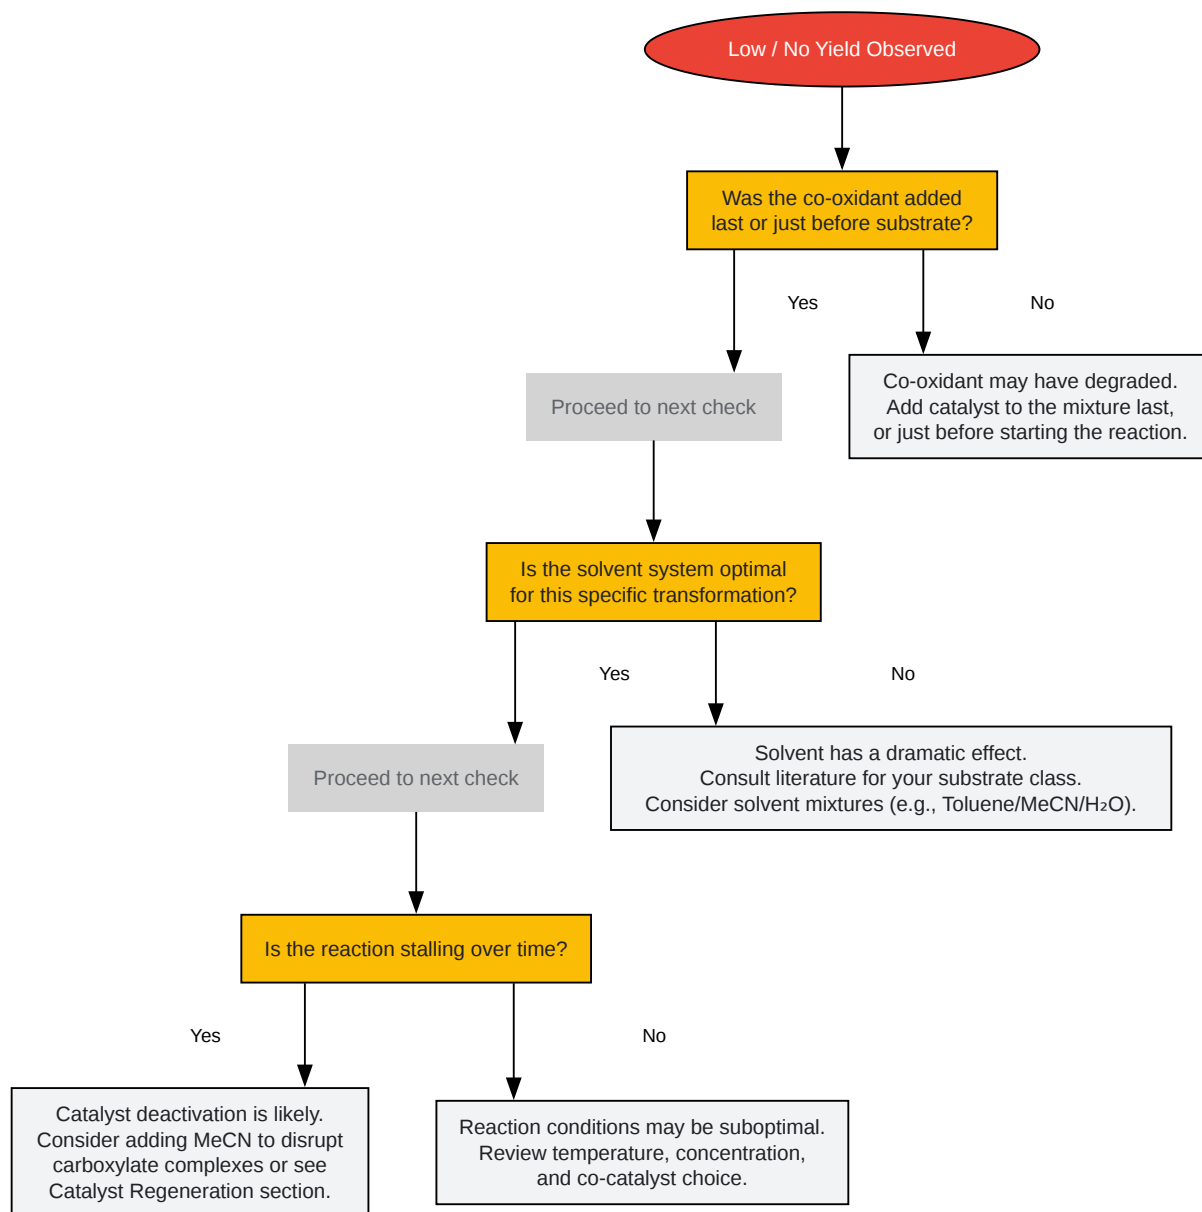 Low / No Yield Observed
Was the co-oxidant added
last or just before substrate?
Yes
No
Proceed to next check
Co-oxidant may have degraded.
Add catalyst to the mixture last,
or just before starting the reaction.
Is the solvent system optimal
for this specific transformation?
Yes
No
Proceed to next check
Solvent has a dramatic effect.
Consult literature for your substrate class.
Consider solvent mixtures (e.g., Toluene/MeCN/H₂O).
Is the reaction stalling over time?
Yes
No
Catalyst deactivation is likely.
Consider adding MeCN to disrupt
carboxylate complexes or see
Catalyst Regeneration section.
Reaction conditions may be suboptimal.
Review temperature, concentration,
and co-catalyst choice.